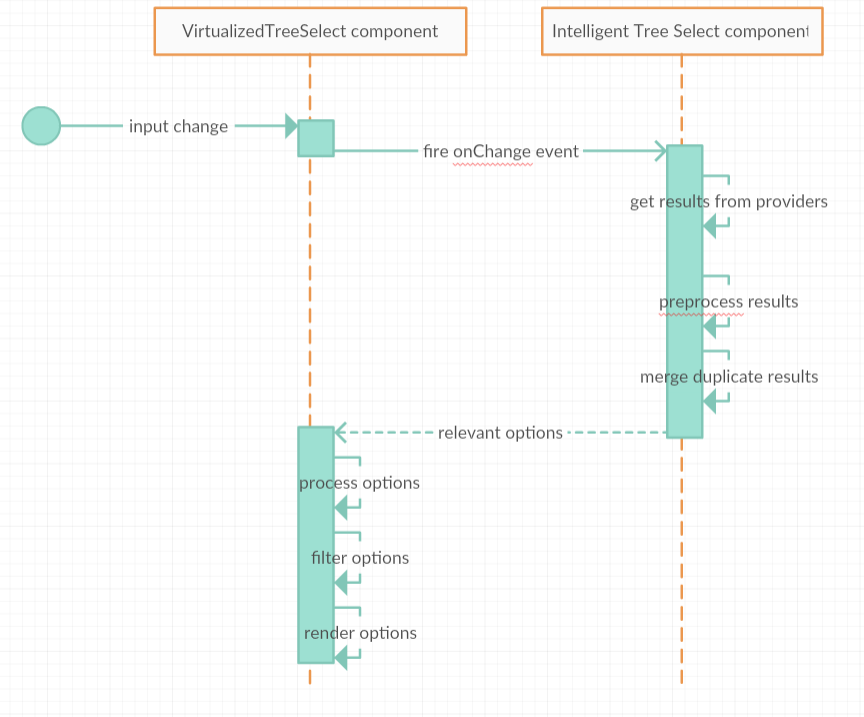 VirtualizedTreeSelect component
Intelligent Tree Select component
input change
fire onChange event
get results from providers
preprocess results
merge duplicate results
relevant options
process options
filter options
render options